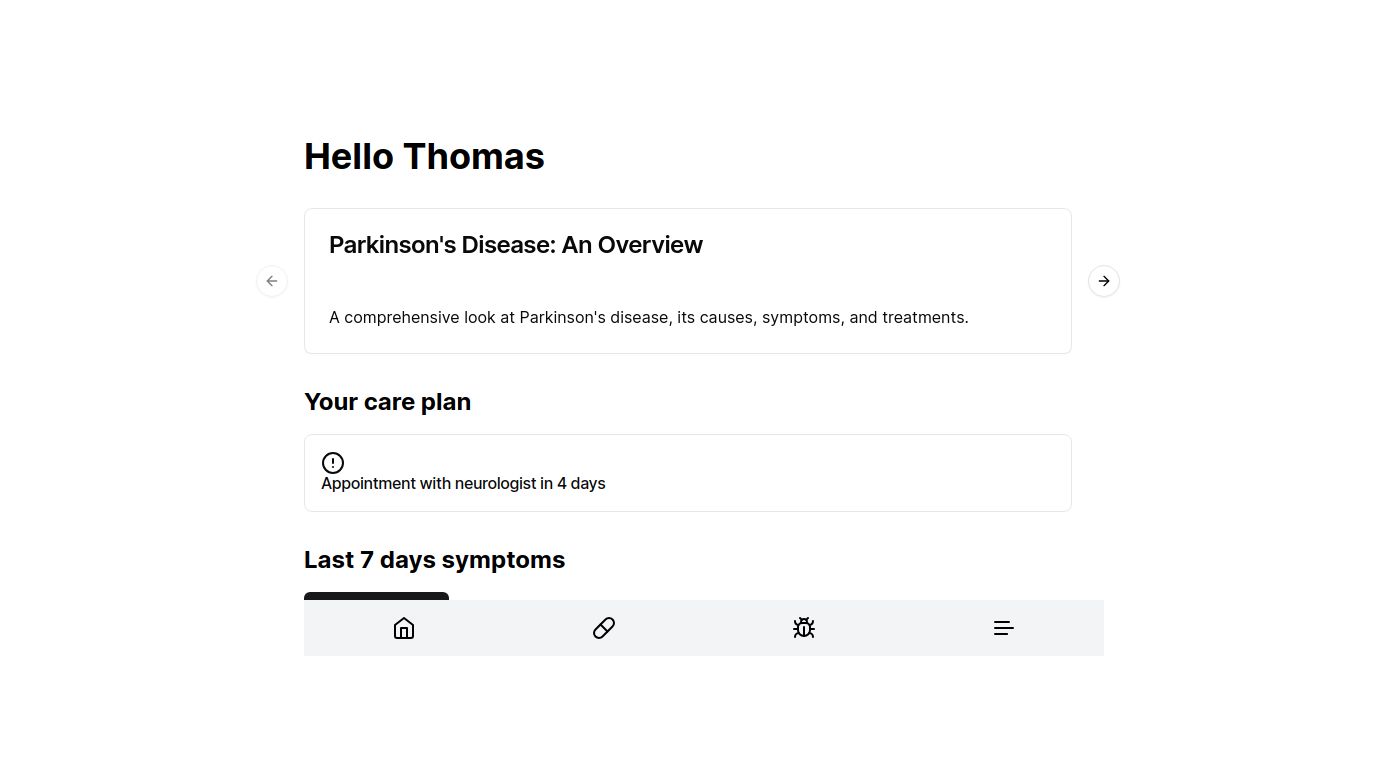 Hello Thomas
Parkinson's Disease: An Overview
A comprehensive look at Parkinson's disease, its causes, symptoms, and treatments.
Your care plan
Appointment with neurologist in 4 days
Last 7 days symptoms